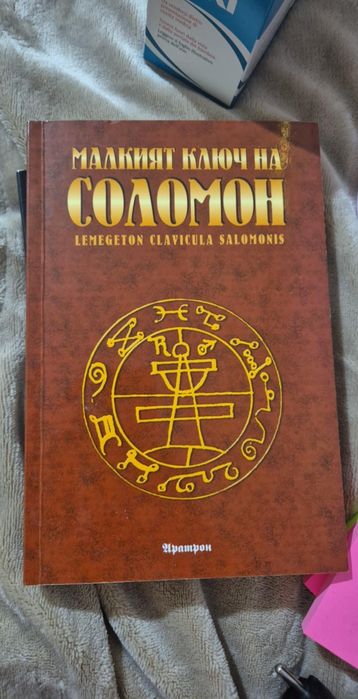 МАЛКИЯТ КЛЮЧ НА
СОЛОМОН
LEMEGETON CLAVICULA SALOMONIS
R
Аратрон